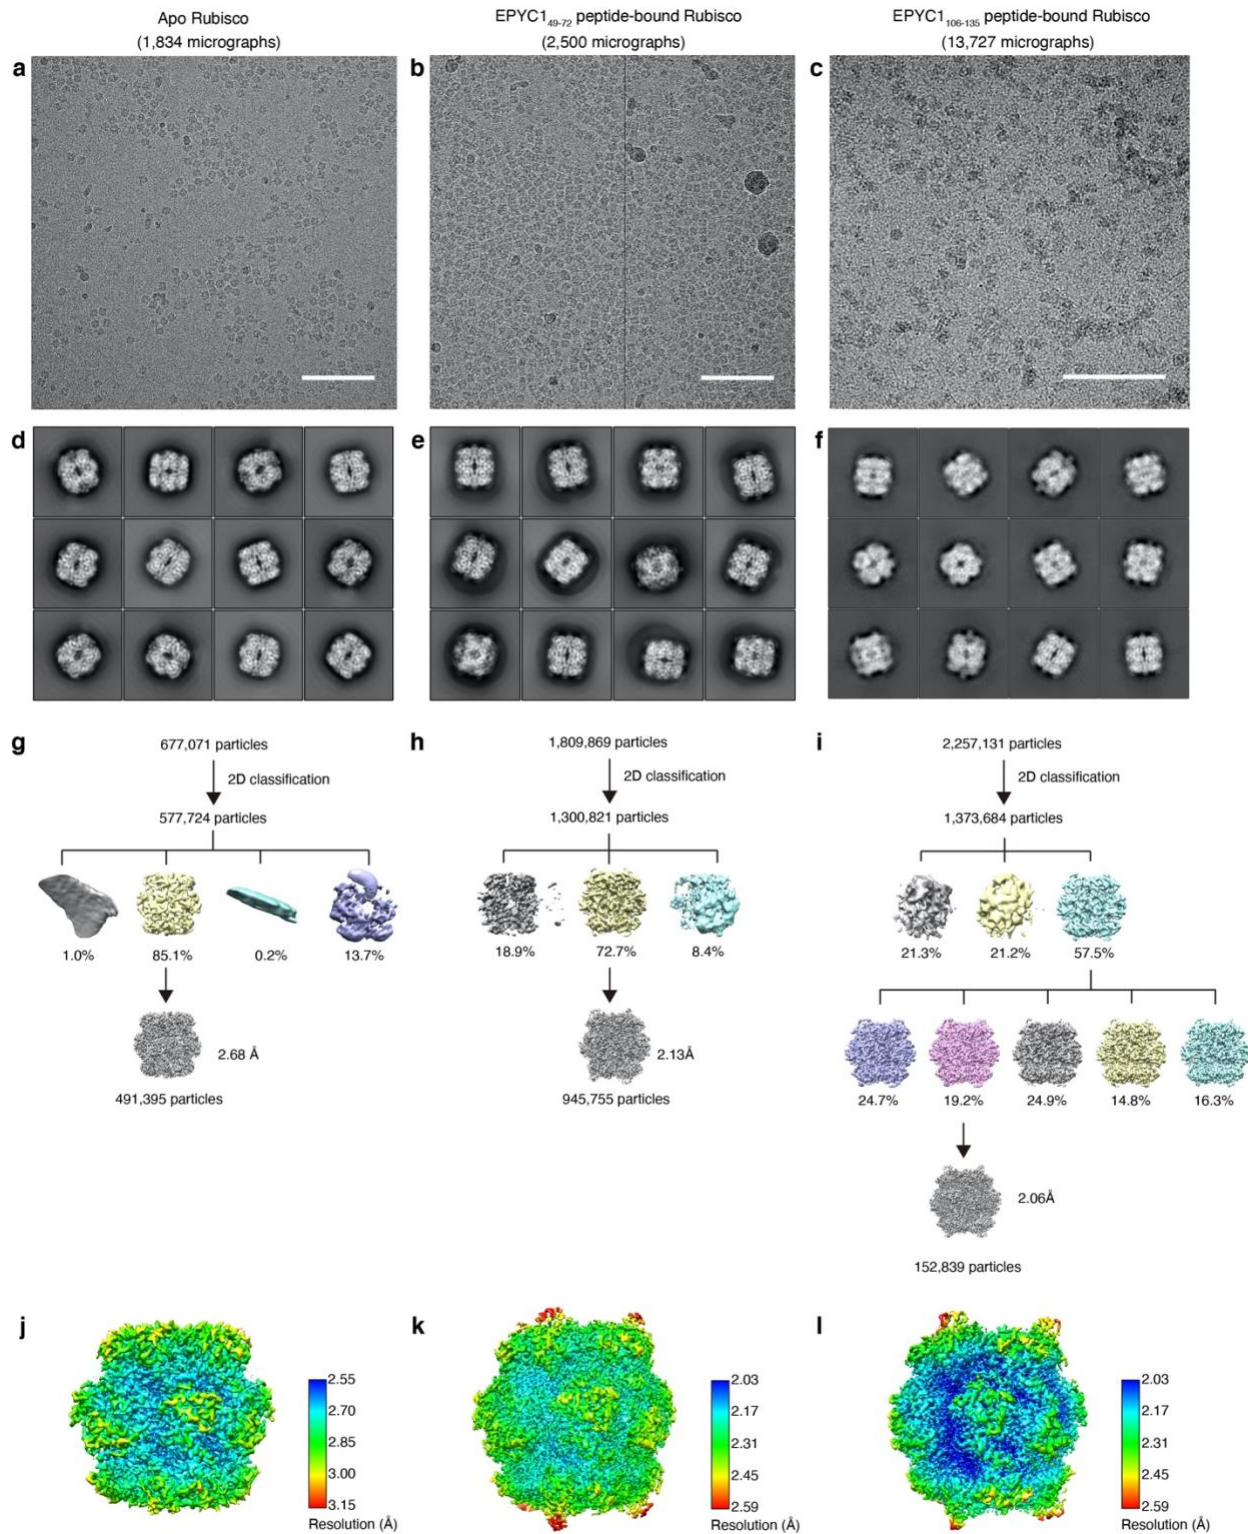 Apo Rubisco
(1,834 micrographs)
EPYC1₄₉₋₇₂ peptide-bound Rubisco
(2,500 micrographs)
EPYC1₁₀₆₋₁₃₅ peptide-bound Rubisco
(13,727 micrographs)
a
b
c
d
e
f
g
677,071 particles
2D classification
577,724 particles
1.0%
85.1%
0.2%
13.7%
2.68 Å
491,395 particles
h
1,809,869 particles
2D classification
1,300,821 particles
18.9%
72.7%
8.4%
2.13Å
945,755 particles
i
2,257,131 particles
2D classification
1,373,684 particles
21.3%
21.2%
57.5%
24.7%
19.2%
24.9%
14.8%
16.3%
2.06Å
152,839 particles
j
2.55
2.70
2.85
3.00
3.15
Resolution (Å)
k
2.03
2.17
2.31
2.45
2.59
Resolution (Å)
l
2.03
2.17
2.31
2.45
2.59
Resolution (Å)